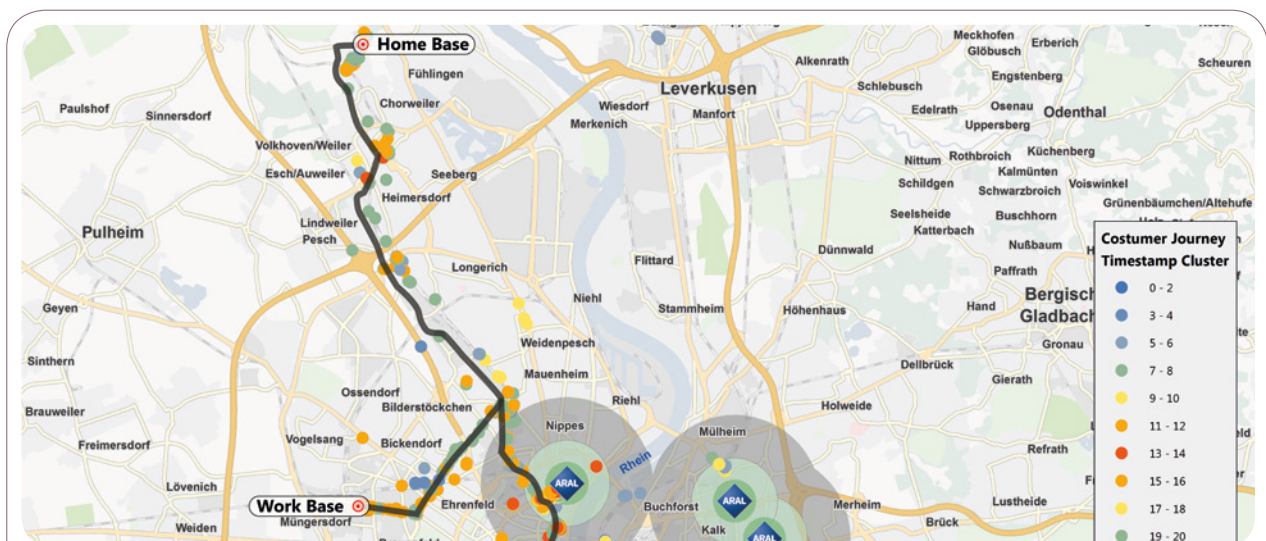 Home Base
Fühlingen
Chorweiler
Paulshof
Sinnersdorf
Volkhoven/Weiler
Esch/Auweiler
Seeberg
Heimersdorf
Lindweiler
Pesch
Pulheim
Longerich
Geyen
Niehl
Weidenpesch
Sinthern
Mauenheim
Ossendorf
Bilderstöckchen
Riehl
Brauweiler
Nippes
Vogelsang
Bickendorf
Freimersdorf
Rhein
ARAL
Lövenich
Ehrenfeld
Work Base
Müngersdorf
Weiden
Leverkusen
Wiesdorf
Merkenich
Manfort
Alkenrath
Schlebusch
Meckhofen
Glöbusch
Erberich
Engstenberg
Scheuren
Edelrath
Osenau
Odenthal
Uppersberg
Nittum
Rothbroich
Küchenberg
Kalmünten
Schildgen
Schwarzbroich
Voiswinkel
Seelsheide
Buschhorn
Grünenbäumchen/Altehufe
Katterbach
Nußbaum
Dünnwald
Flittard
Paffrath
Stammheim
Höhenhaus
Hand
Bergisch
Gladbach
Gronau
Dellbrück
Gierath
Holweide
Mülheim
Refrath
ARAL
Buchforst
Merheim
Lustheide
Kalk
Brück
ARAL
Costumer Journey
Timestamp Cluster
0 - 2
3 - 4
5 - 6
7 - 8
9 - 10
11 - 12
13 - 14
15 - 16
17 - 18
19 - 20